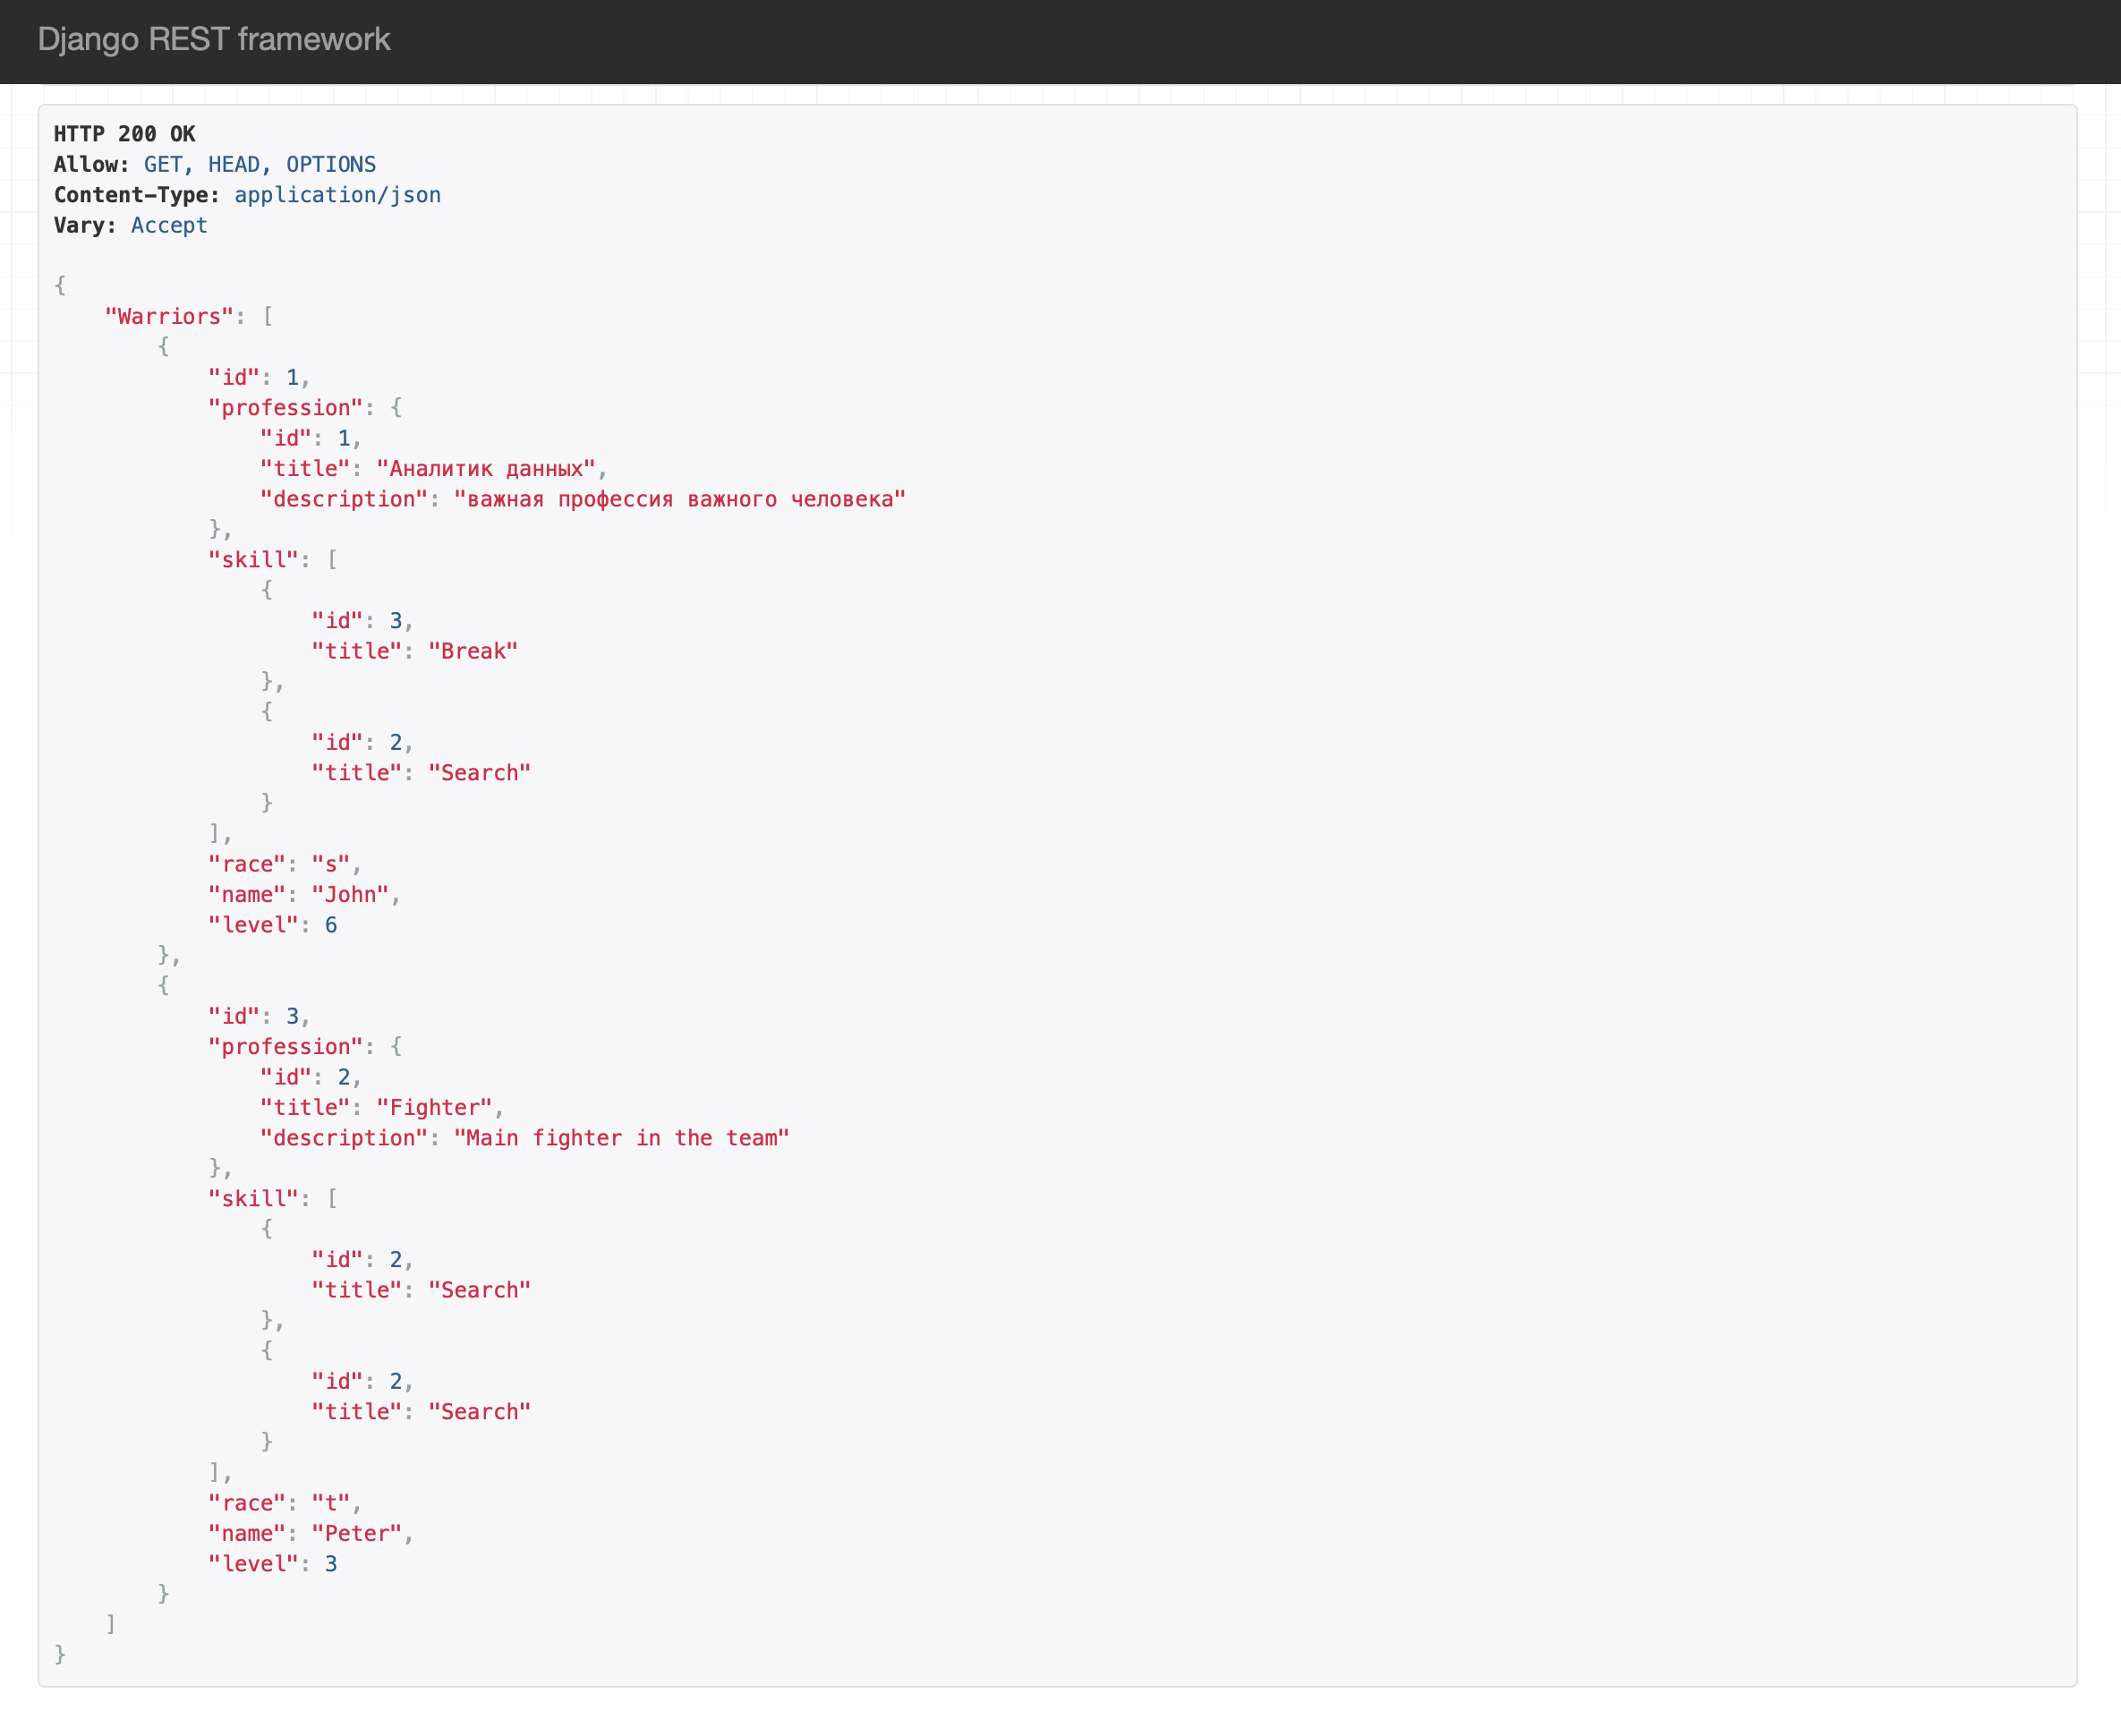 Django REST framework
HTTP 200 OK
Allow: GET, HEAD, OPTIONS
Content-Type: application/json
Vary: Accept
{
    "Warriors": [
        {
            "id": 1,
            "profession": {
                "id": 1,
                "title": "Аналитик данных",
                "description": "важная профессия важного человека"
            },
            "skill": [
                {
                    "id": 3,
                    "title": "Break"
                },
                {
                    "id": 2,
                    "title": "Search"
                }
            ],
            "race": "s",
            "name": "John",
            "level": 6
        },
        {
            "id": 3,
            "profession": {
                "id": 2,
                "title": "Fighter",
                "description": "Main fighter in the team"
            },
            "skill": [
                {
                    "id": 2,
                    "title": "Search"
                },
                {
                    "id": 2,
                    "title": "Search"
                }
            ],
            "race": "t",
            "name": "Peter",
            "level": 3
        }
    ]
}